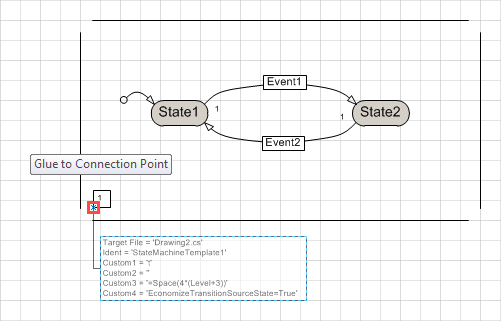 Event1
State1
1
State2
1
Event2
Glue to Connection Point
1
Target File = 'Drawing2.cs'
Ident = 'StateMachineTemplate1'
Custom2 = ''
Custom3 = '=Space(4*(Level+3))'
Custom4 = 'EconomizeTransitionSourceState=True'